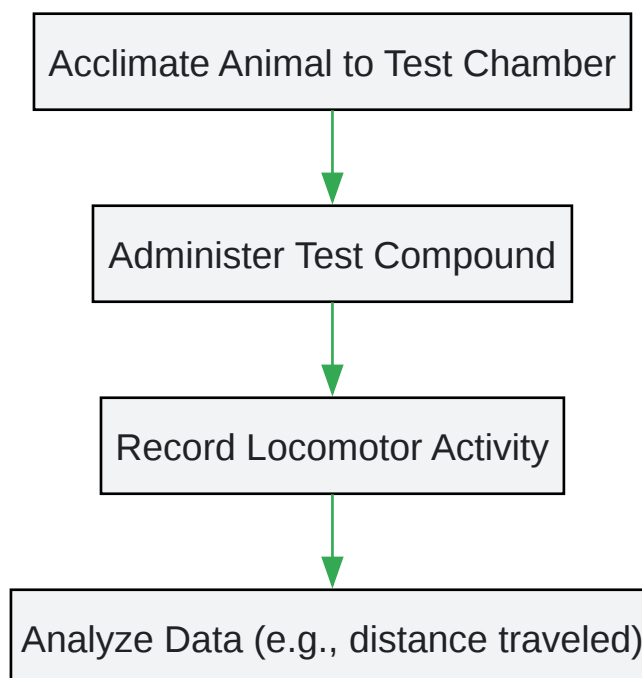 Acclimate Animal to Test Chamber
Administer Test Compound
Record Locomotor Activity
Analyze Data (e.g., distance traveled)